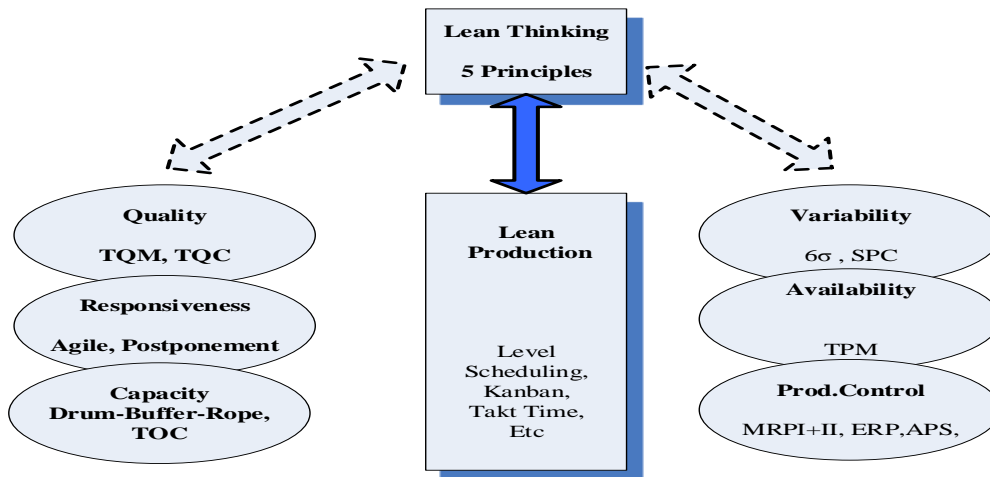 Lean Thinking
5 Principles
Quality
TQM, TQC
Responsiveness
Agile, Postponement
Capacity
Drum-Buffer-Rope,
TOC
Lean
Production
Level
Scheduling,
Kanban,
Takt Time,
Etc
Variability
6σ , SPC
Availability
TPM
Prod.Control
MRPI+II, ERP,APS,